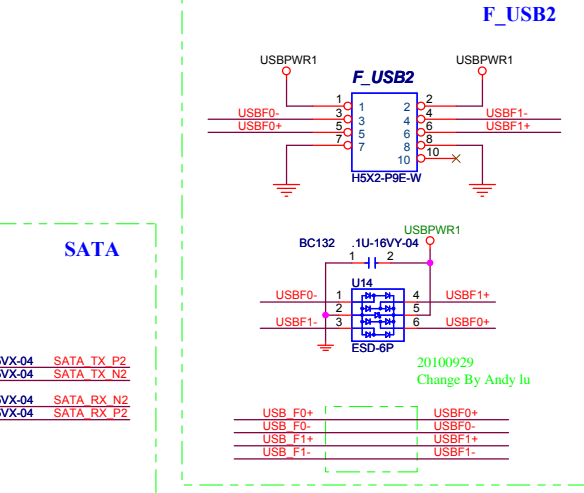 F_USB2
USBPWR1 USBPWR1
F_USB2
1 1 2 2
USBF0- 3 3 4 4 USBF1-
USBF0+ 5 5 6 6 USBF1+
7 7 8 8
10 10
H5X2-P9E-W
USBPWR1
BC132 .1U-16VY-04
1 2
U14
USBF0- 1 4 USBF1+
2 5
USBF1- 3 6 USBF0+
ESD-6P
20100929
Change By Andy lu
USB_F0+ USBF0+
USB_F0- USBF0-
USB_F1+ USBF1+
USB_F1- USBF1-
SATA
VX-04 SATA_TX_P2
VX-04 SATA_TX_N2
VX-04 SATA_RX_N2
VX-04 SATA_RX_P2